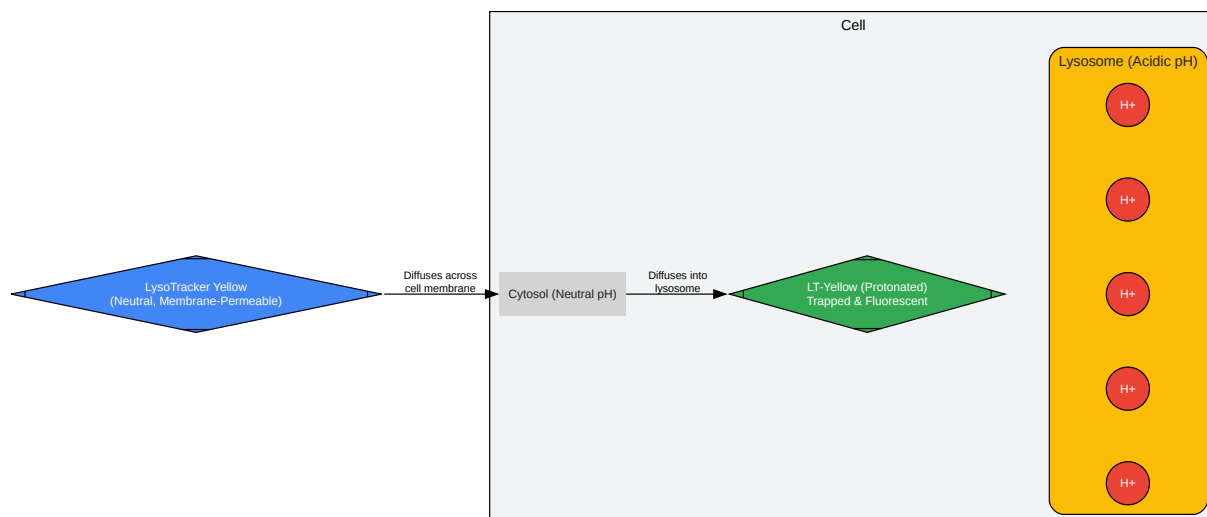 Cell
Lysosome (Acidic pH)
H+
H+
LysoTracker Yellow
(Neutral, Membrane-Permeable)
Diffuses across
cell membrane
Cytosol (Neutral pH)
Diffuses into
lysosome
LT-Yellow (Protonated)
Trapped & Fluorescent
H+
H+
H+